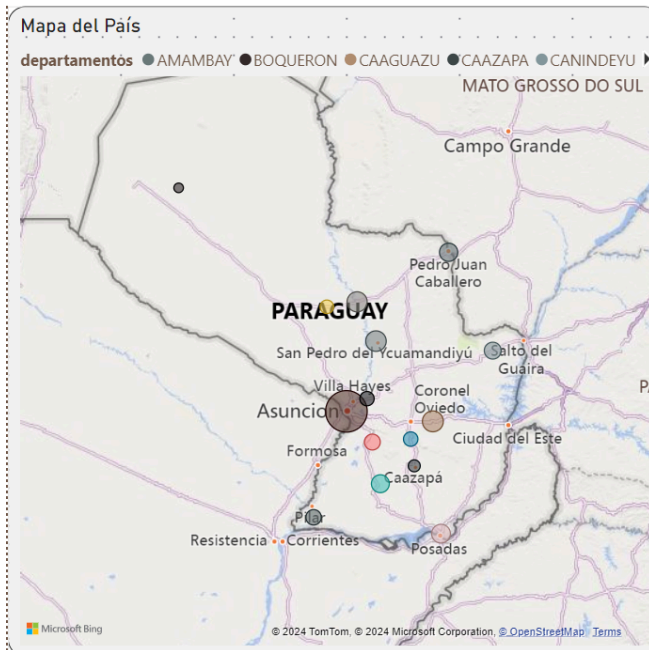 Mapa del País
departamentos AMAMBAY BOQUERON CAAGUAZU CAAZAPA CANINDEYU
MATO GROSSO DO SUL
Campo Grande
Pedro Juan
Caballero
PARAGUAY
San Pedro del Ycuamandiyú
Salto del
Guaira
Villa Hayes
Coronel
Oviedo
Asuncion
Ciudad del Este
Formosa
Caazapá
Pilar
Resistencia
Corrientes
Posadas
Microsoft Bing
© 2024 TomTom, © 2024 Microsoft Corporation, © OpenStreetMap Terms